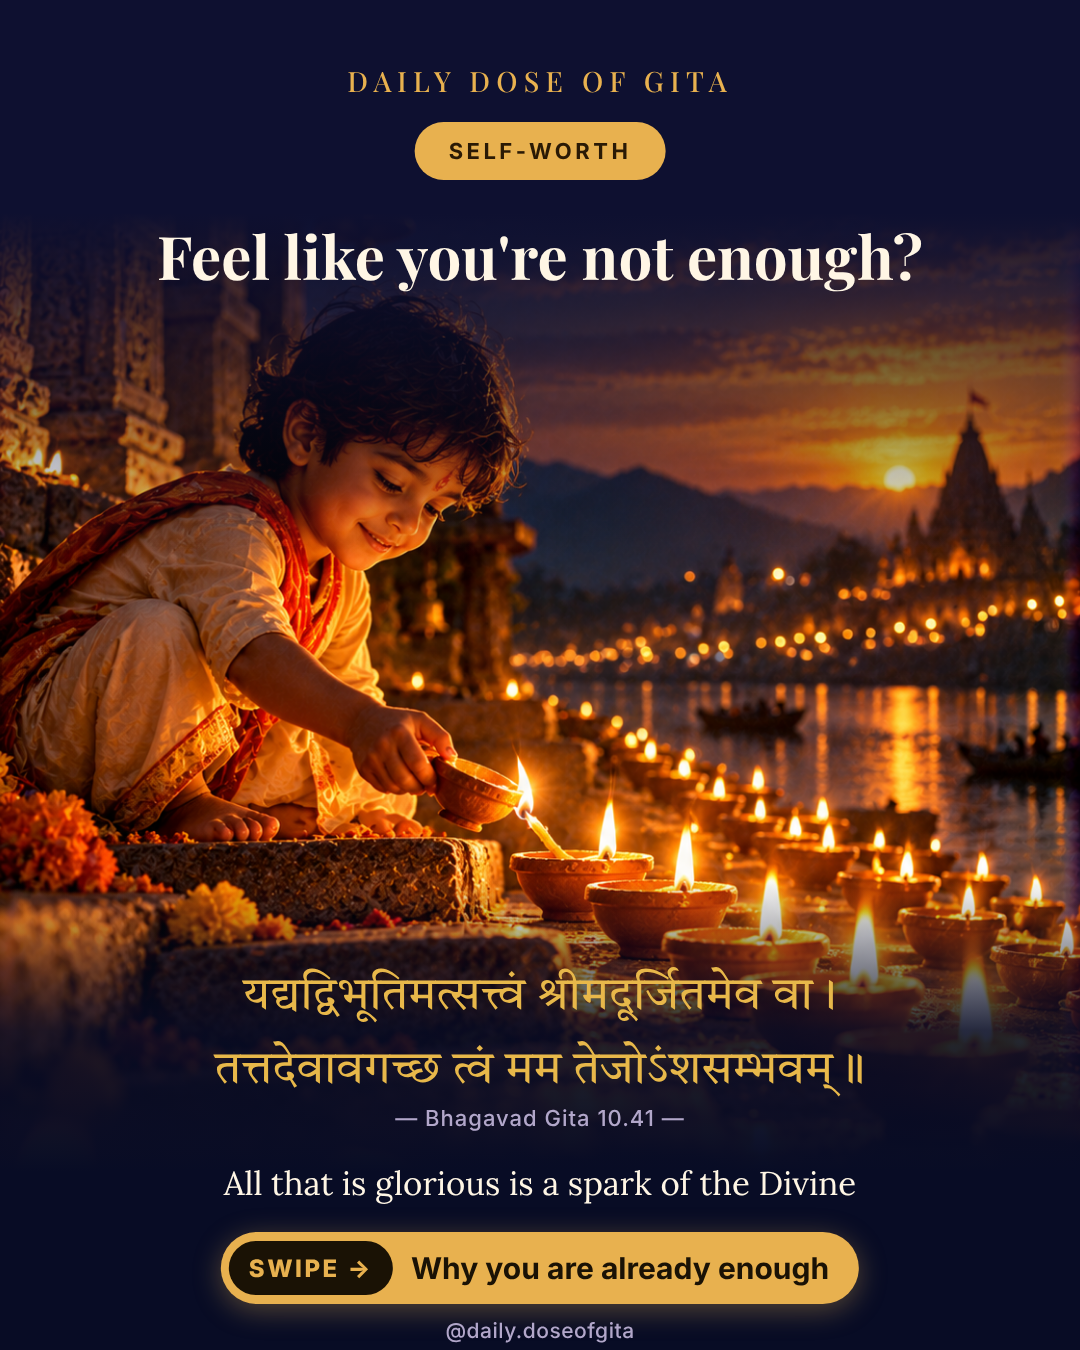 DAILY DOSE OF GITA
SELF-WORTH
Feel like you're not enough?
यद्यद्विभूतिमत्सत्त्वं श्रीमदूर्जितमेव वा।
तत्तदेवावगच्छ त्वं मम तेजोंऽशसम्भवम्॥
— Bhagavad Gita 10.41 —
All that is glorious is a spark of the Divine
SWIPE → Why you are already enough
@daily.doseofgita